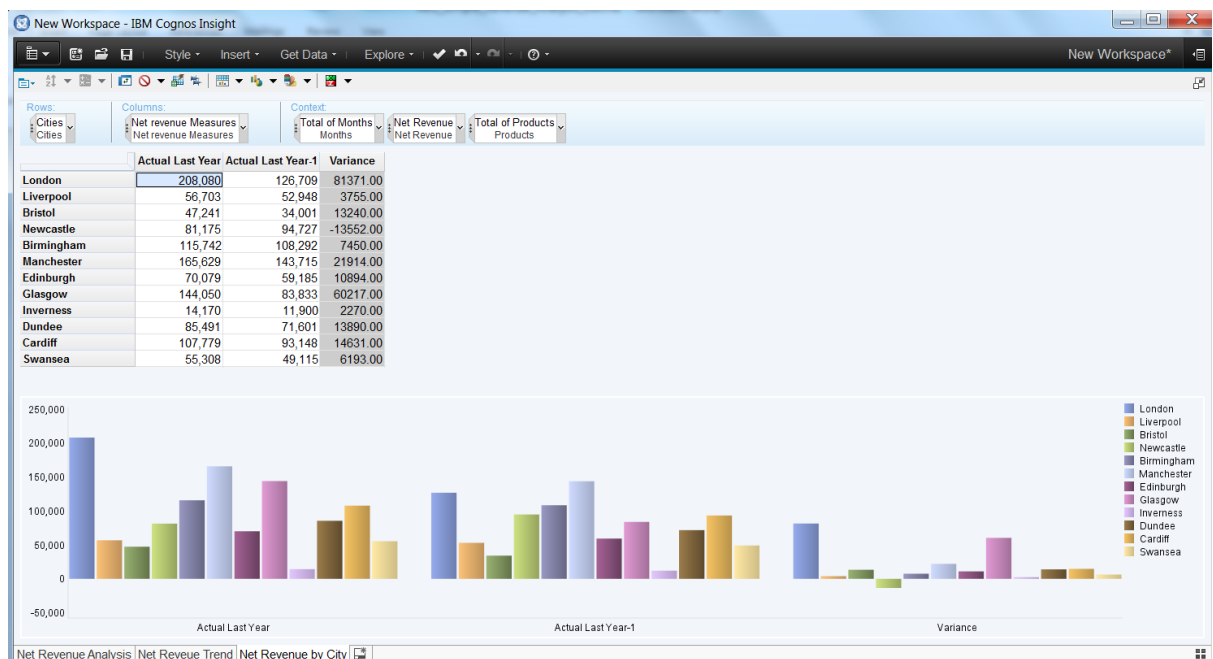 New Workspace - IBM Cognos Insight
Style Insert Get Data Explore New Workspace*
Rows: Columns: Context:
Cities Net revenue Measures Total of Months Net Revenue Total of Products
Cities Net revenue Measures Months Net Revenue Products
Actual Last Year Actual Last Year-1 Variance
London 208,080 126,709 81371.00
Liverpool 56,703 52,948 3755.00
Bristol 47,241 34,001 13240.00
Newcastle 81,175 94,727 -13552.00
Birmingham 115,742 108,292 7450.00
Manchester 165,629 143,715 21914.00
Edinburgh 70,079 59,185 10894.00
Glasgow 144,050 83,833 60217.00
Inverness 14,170 11,900 2270.00
Dundee 85,491 71,601 13890.00
Cardiff 107,779 93,148 14631.00
Swansea 55,308 49,115 6193.00
250,000
200,000
150,000
100,000
50,000
0
-50,000
Actual Last Year Actual Last Year-1 Variance
London
Liverpool
Bristol
Newcastle
Birmingham
Manchester
Edinburgh
Glasgow
Inverness
Dundee
Cardiff
Swansea
Net Revenue Analysis Net Reveue Trend Net Revenue by City